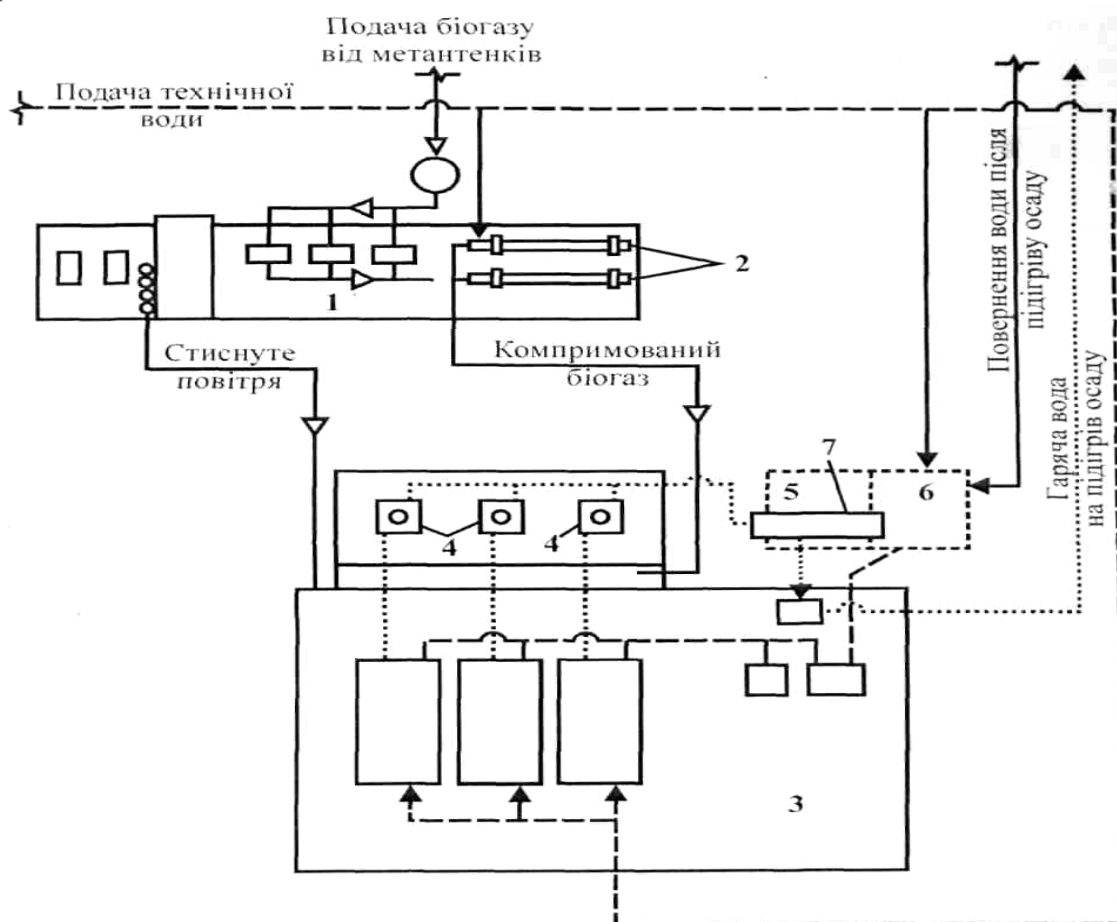 Подача біогазу
від метантенків
Подача технічної
води
2
1
Стиснуте
повітря
Компримований
біогаз
Повернення води після
підігріву осаду
Гаряча вода
на підігрів осаду
7
5
6
4
4
3